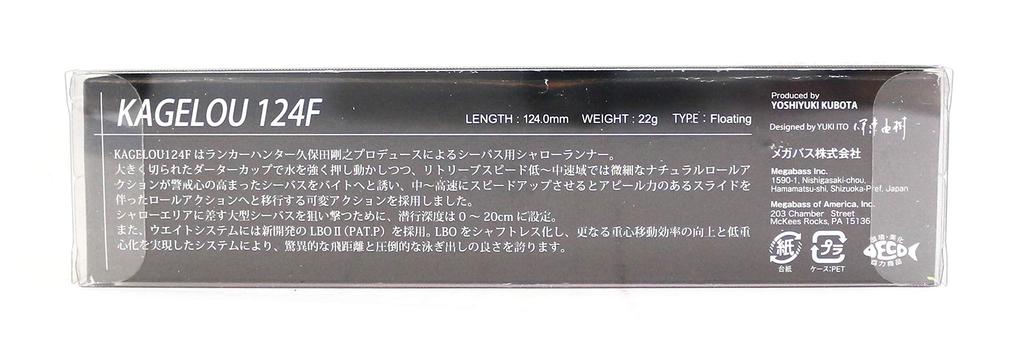 KAGELOU 124F
LENGTH : 124.0mm WEIGHT : 22g TYPE : Floating
KAGELOU124Fはランカーハンター久保田剛之プロデュースによるシーバス用シャローランナー。
大きく切られたダーターカップで水を強く押し動かしつつ、リトリーブスピード低～中速域では微細なナチュラルロールア
クションが警戒心の高まったシーバスをバイトへと誘い、中～高速にスピードアップさせるとアピール力のあるスライドを
伴ったロールアクションへと移行する可変アクションを採用しました。
シャローエリアに差す大型シーバスを狙い撃つために、潜行深度は0～20cmに設定。
また、ウエイトシステムには新開発のLBOⅡ(PAT.P)を採用。LBOをシャフトレス化し、更なる重心移動効率の向上と低重
心化を実現したシステムにより、驚異的な飛距離と圧倒的な泳ぎ出しの良さを誇ります。
Produced by
YOSHIYUKI KUBOTA
Designed by YUKI ITO 伊東由樹
メガバス株式会社
Megabass Inc.
1590-1, Nishigasaki-chou,
Hamamatsu-shi, Shizuoka-Pref. Japan
Megabass of America, Inc.
203 Chamber Street
McKees Rocks, PA 15136
紙 プラ
台紙 ケース:PET
環境・美化
ECO
協力商品